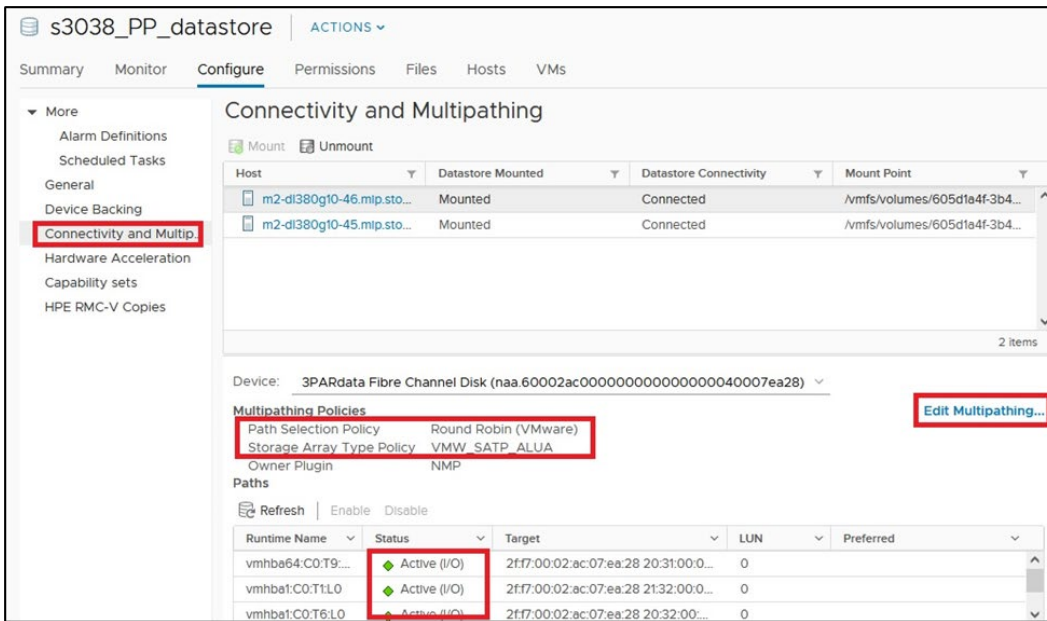 s3038_PP_datastore ACTIONS
Summary Monitor Configure Permissions Files Hosts VMs
More
Alarm Definitions
Scheduled Tasks
General
Device Backing
Connectivity and Multip..
Hardware Acceleration
Capability sets
HPE RMC-V Copies
Connectivity and Multipathing
Mount Unmount
Host Datastore Mounted Datastore Connectivity Mount Point
m2-dl380g10-46.mlp.sto... Mounted Connected /vmfs/volumes/605d1a4f-3b4...
m2-dl380g10-45.mlp.sto... Mounted Connected /vmfs/volumes/605d1a4f-3b4...
2 items
Device: 3PARdata Fibre Channel Disk (naa.60002ac0000000000000000040007ea28)
Multipathing Policies Edit Multipathing...
Path Selection Policy Round Robin (VMware)
Storage Array Type Policy VMW_SATP_ALUA
Owner Plugin NMP
Paths
Refresh Enable Disable
Runtime Name Status Target LUN Preferred
vmhba64:C0:T9:... Active (I/O) 2f:f7:00:02:ac:07:ea:28 20:31:00:0... 0
vmhba1:C0:T1:L0 Active (I/O) 2f:f7:00:02:ac:07:ea:28 21:32:00:0... 0
vmhba1:C0:T6:L0 Active (I/O) 2f:f7:00:02:ac:07:ea:28 20:32:00:... 0